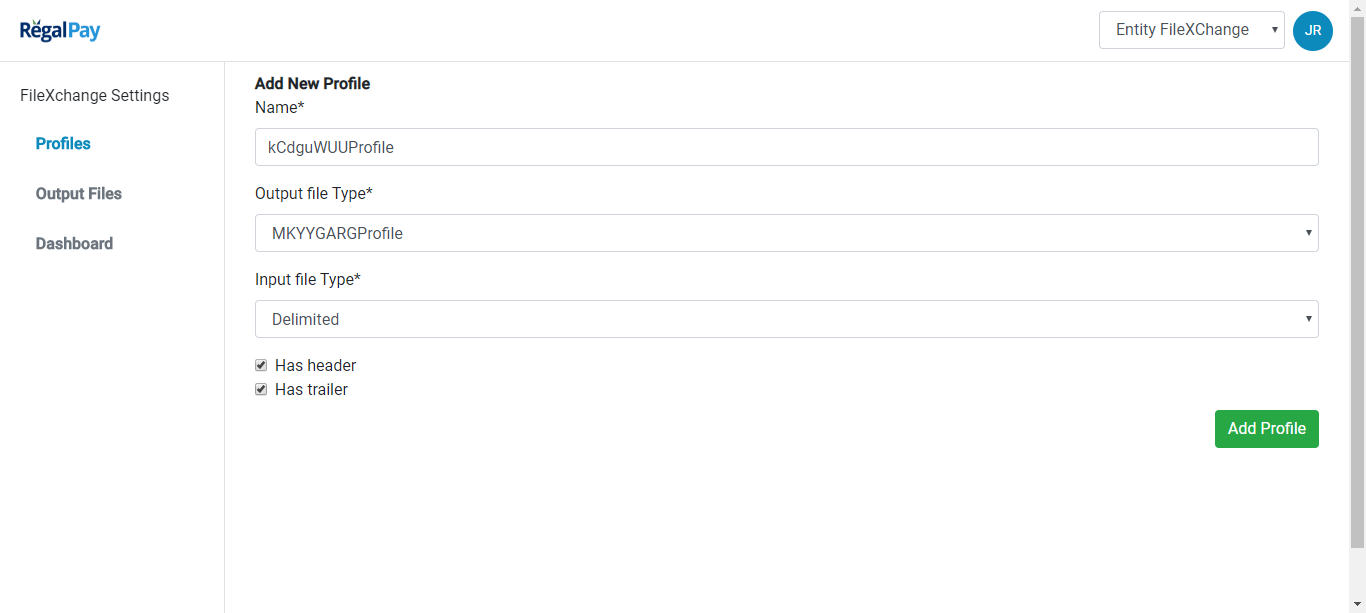 RegalPay
Entity FileXChange
JR
FileXchange Settings
Profiles
Output Files
Dashboard
Add New Profile
Name*
kCdguWUUProfile
Output file Type*
MKYYGARGProfile
Input file Type*
Delimited
Has header
Has trailer
Add Profile